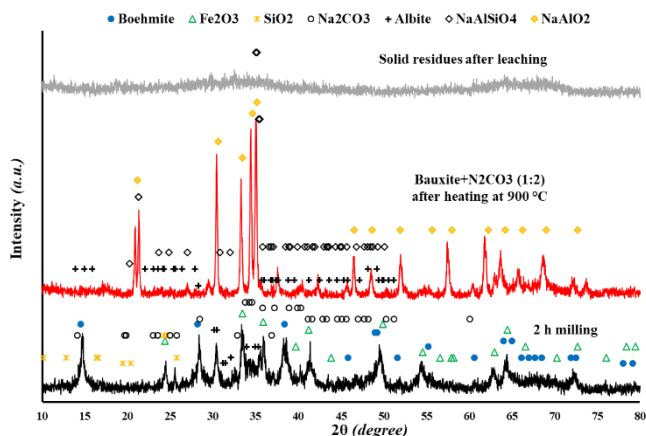 Boehmite Fe2O3 SiO2 Na2CO3 Albite NaAlSiO4 NaAlO2
Solid residues after leaching
Bauxite+N2CO3 (1:2)
after heating at 900 °C
2 h milling
Intensity (a.u.)
10 15 20 25 30 35 40 45 50 55 60 65 70 75 80
2θ (degree)